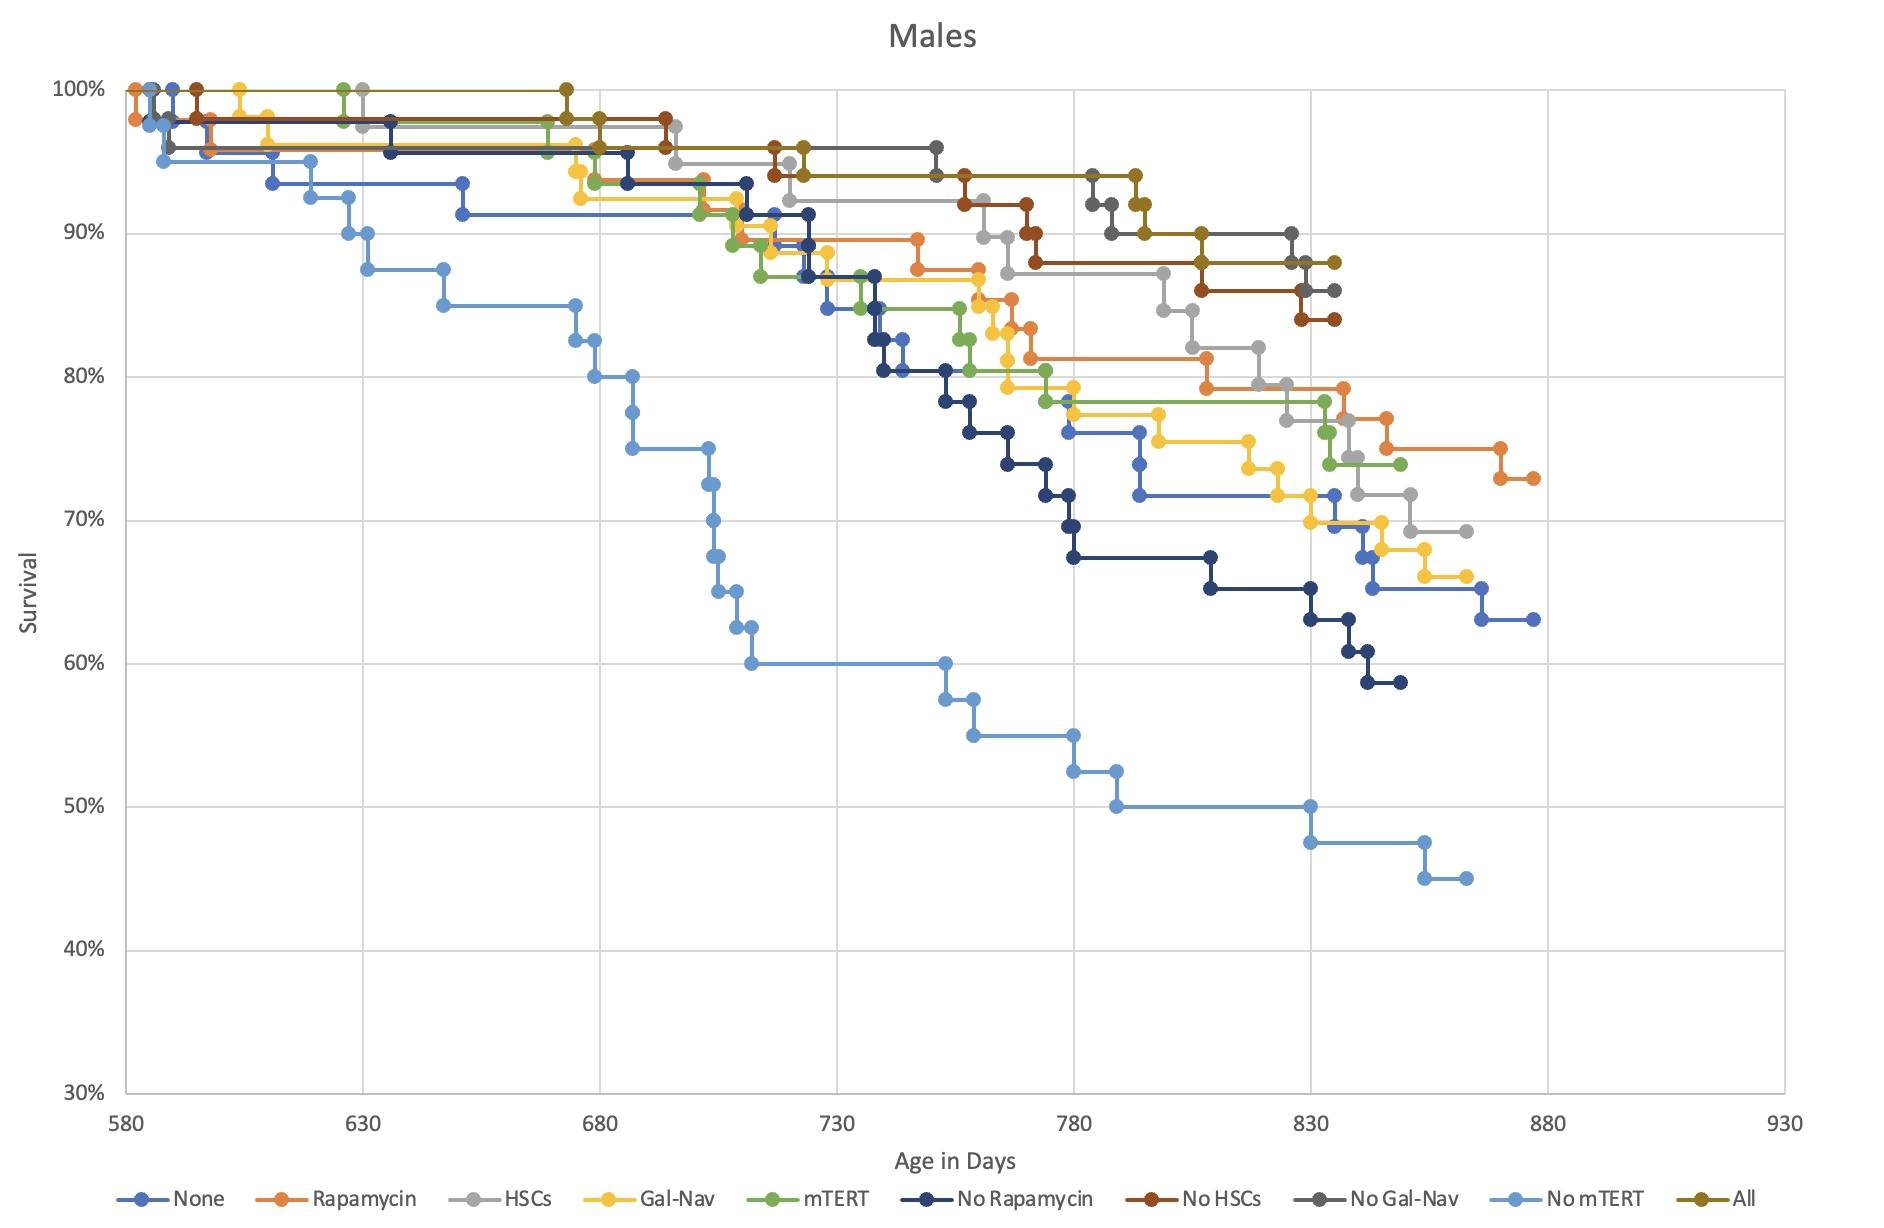 Males
100%
90%
80%
70%
60%
50%
40%
30%
Survival
580 630 680 730 780 830 880 930
Age in Days
None Rapamycin HSCs Gal-Nav mTERT No Rapamycin No HSCs No Gal-Nav No mTERT All